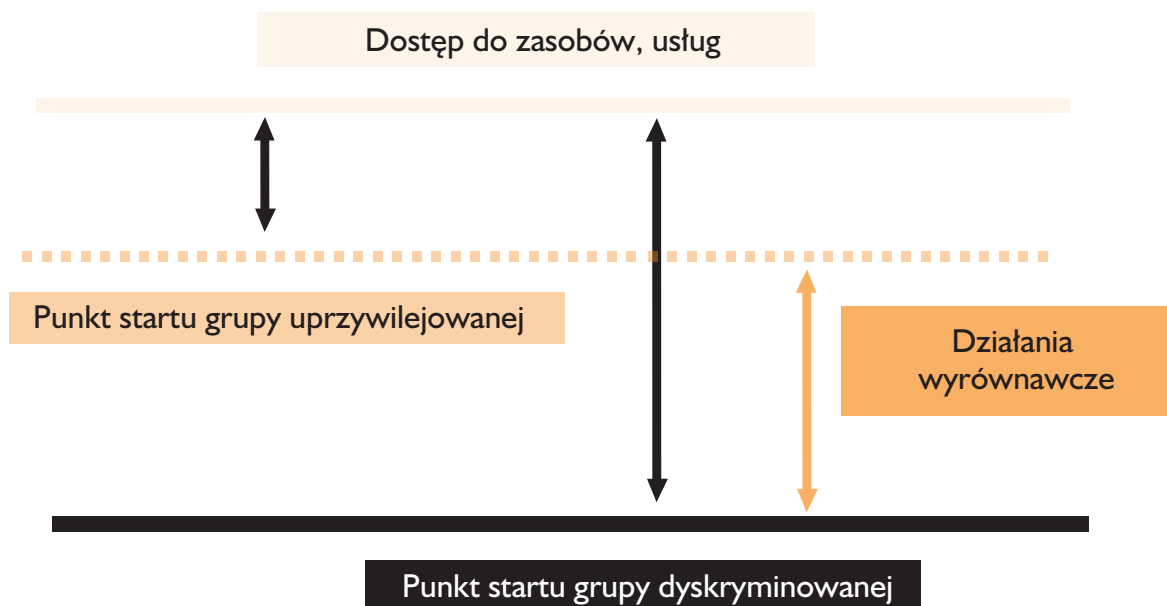 Dostęp do zasobów, usług
Punkt startu grupy uprzywilejowanej
Działania
wyrównawcze
Punkt startu grupy dyskryminowanej